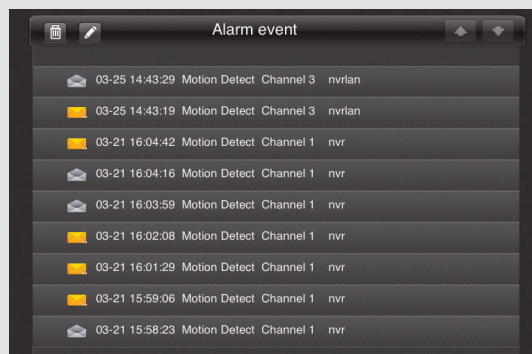 Alarm event
03-25 14:43:29 Motion Detect Channel 3 nvrlan
03-25 14:43:19 Motion Detect Channel 3 nvrlan
03-21 16:04:42 Motion Detect Channel 1 nvr
03-21 16:04:16 Motion Detect Channel 1 nvr
03-21 16:03:59 Motion Detect Channel 1 nvr
03-21 16:02:08 Motion Detect Channel 1 nvr
03-21 16:01:29 Motion Detect Channel 1 nvr
03-21 15:59:06 Motion Detect Channel 1 nvr
03-21 15:58:23 Motion Detect Channel 1 nvr